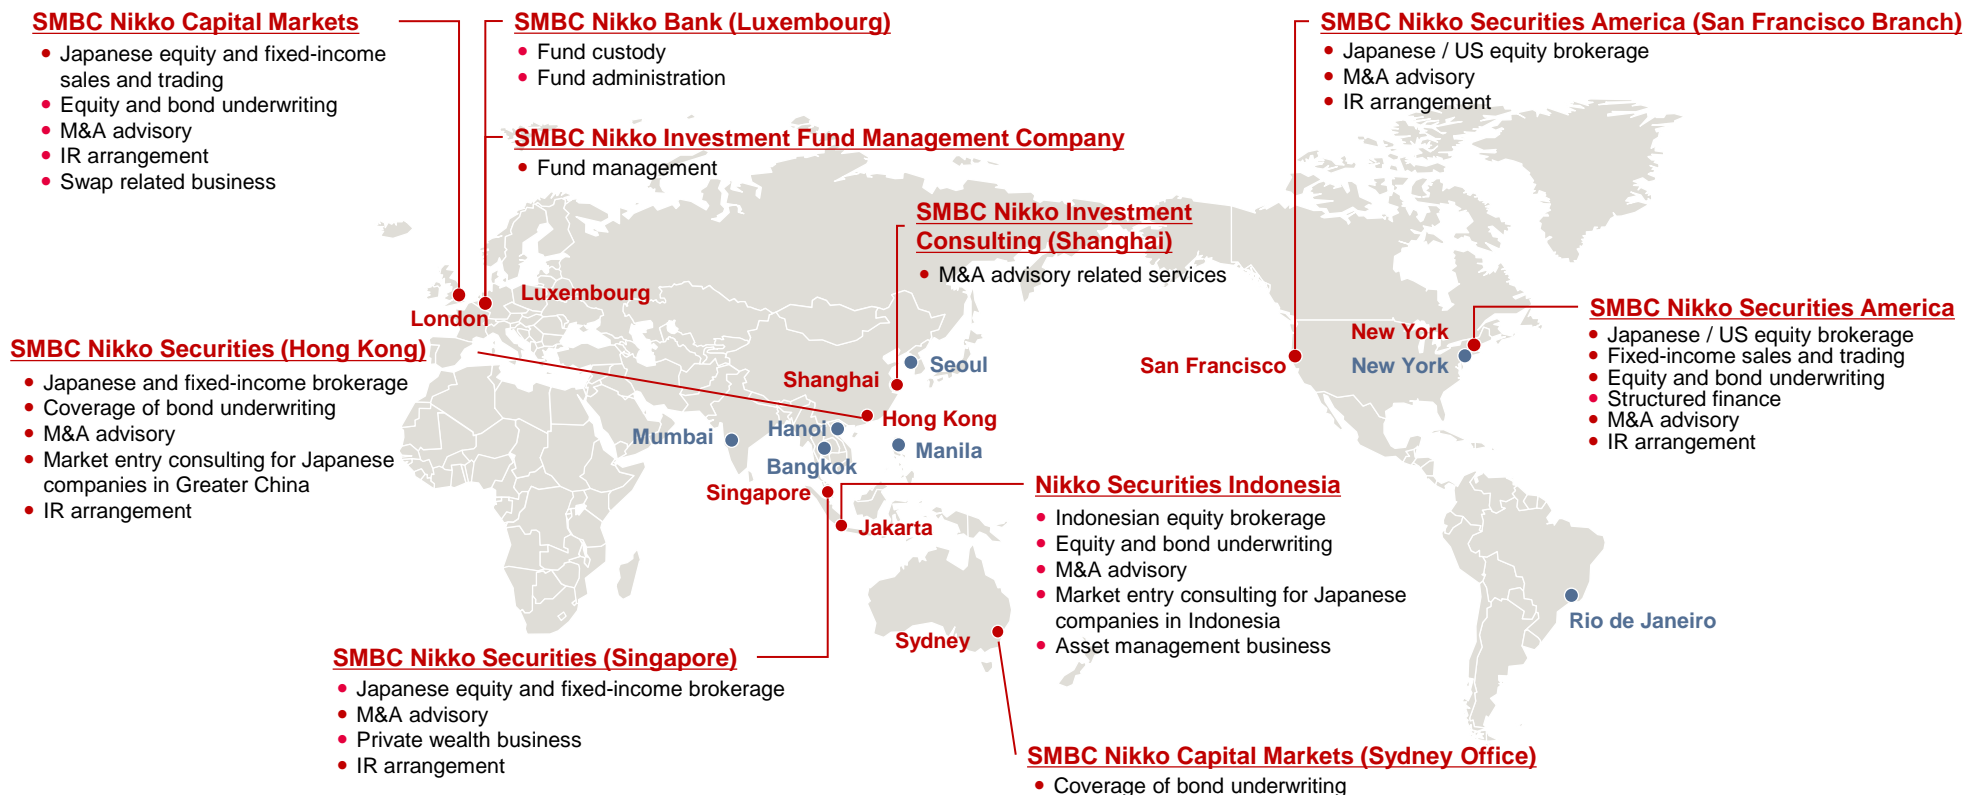 SMBC Nikko Capital Markets
• Japanese equity and fixed-income
sales and trading
• Equity and bond underwriting
• M&A advisory
• IR arrangement
• Swap related business
SMBC Nikko Bank (Luxembourg)
• Fund custody
• Fund administration
SMBC Nikko Investment Fund Management Company
• Fund management
SMBC Nikko Securities America (San Francisco Branch)
• Japanese / US equity brokerage
• M&A advisory
• IR arrangement
SMBC Nikko Investment
Consulting (Shanghai)
• M&A advisory related services
Luxembourg
London
SMBC Nikko Securities (Hong Kong)
• Japanese and fixed-income brokerage
• Coverage of bond underwriting
• M&A advisory
• Market entry consulting for Japanese
companies in Greater China
• IR arrangement
SMBC Nikko Securities America
• Japanese / US equity brokerage
• Fixed-income sales and trading
• Equity and bond underwriting
• Structured finance
• M&A advisory
• IR arrangement
New York
New York
San Francisco
Seoul
Shanghai
Hong Kong
Hanoi
Mumbai
Manila
Bangkok
Singapore
Jakarta
Nikko Securities Indonesia
• Indonesian equity brokerage
• Equity and bond underwriting
• M&A advisory
• Market entry consulting for Japanese
companies in Indonesia
• Asset management business
Rio de Janeiro
Sydney
SMBC Nikko Securities (Singapore)
• Japanese equity and fixed-income brokerage
• M&A advisory
• Private wealth business
• IR arrangement
SMBC Nikko Capital Markets (Sydney Office)
• Coverage of bond underwriting